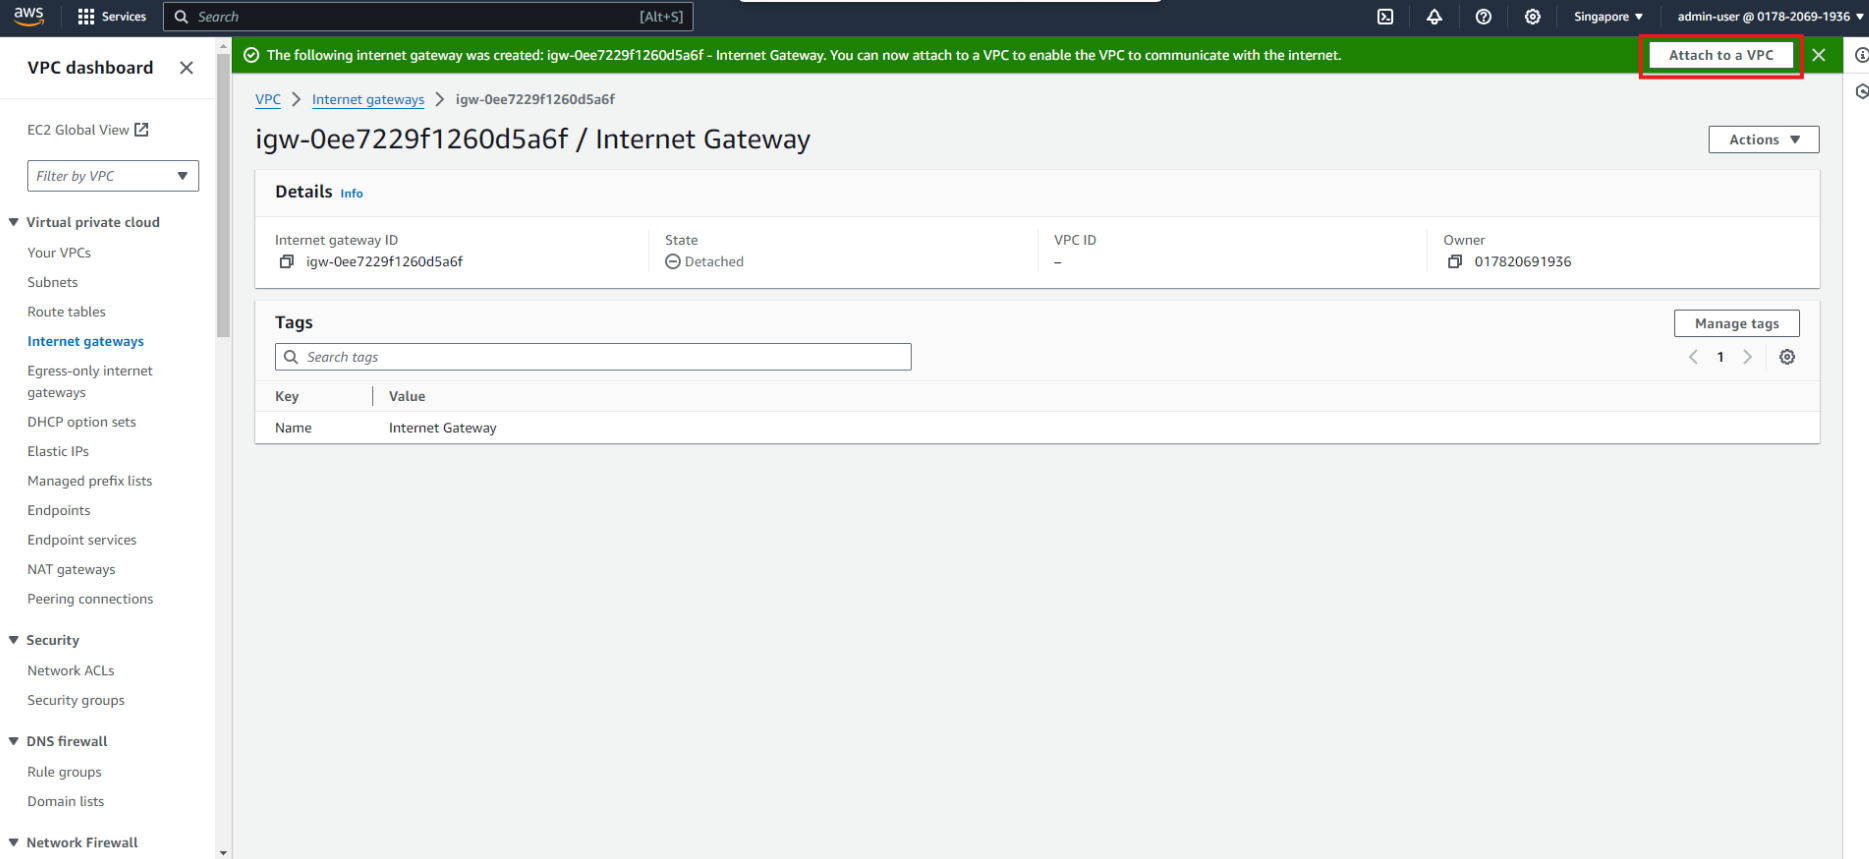 aws
Services
Search
[Alt+S]
Singapore ▼
admin-user @ 0178-2069-1936 ▼
VPC dashboard
The following internet gateway was created: igw-0ee7229f1260d5a6f - Internet Gateway. You can now attach to a VPC to enable the VPC to communicate with the internet.
Attach to a VPC
EC2 Global View
Filter by VPC
Virtual private cloud
Your VPCs
Subnets
Route tables
Internet gateways
Egress-only internet
gateways
DHCP option sets
Elastic IPs
Managed prefix lists
Endpoints
Endpoint services
NAT gateways
Peering connections
Security
Network ACLs
Security groups
DNS firewall
Rule groups
Domain lists
Network Firewall
VPC > Internet gateways > igw-0ee7229f1260d5a6f
igw-0ee7229f1260d5a6f / Internet Gateway
Actions ▼
Details Info
Internet gateway ID
igw-0ee7229f1260d5a6f
State
Detached
VPC ID
–
Owner
017820691936
Tags
Manage tags
Search tags
1
Key
Value
Name
Internet Gateway